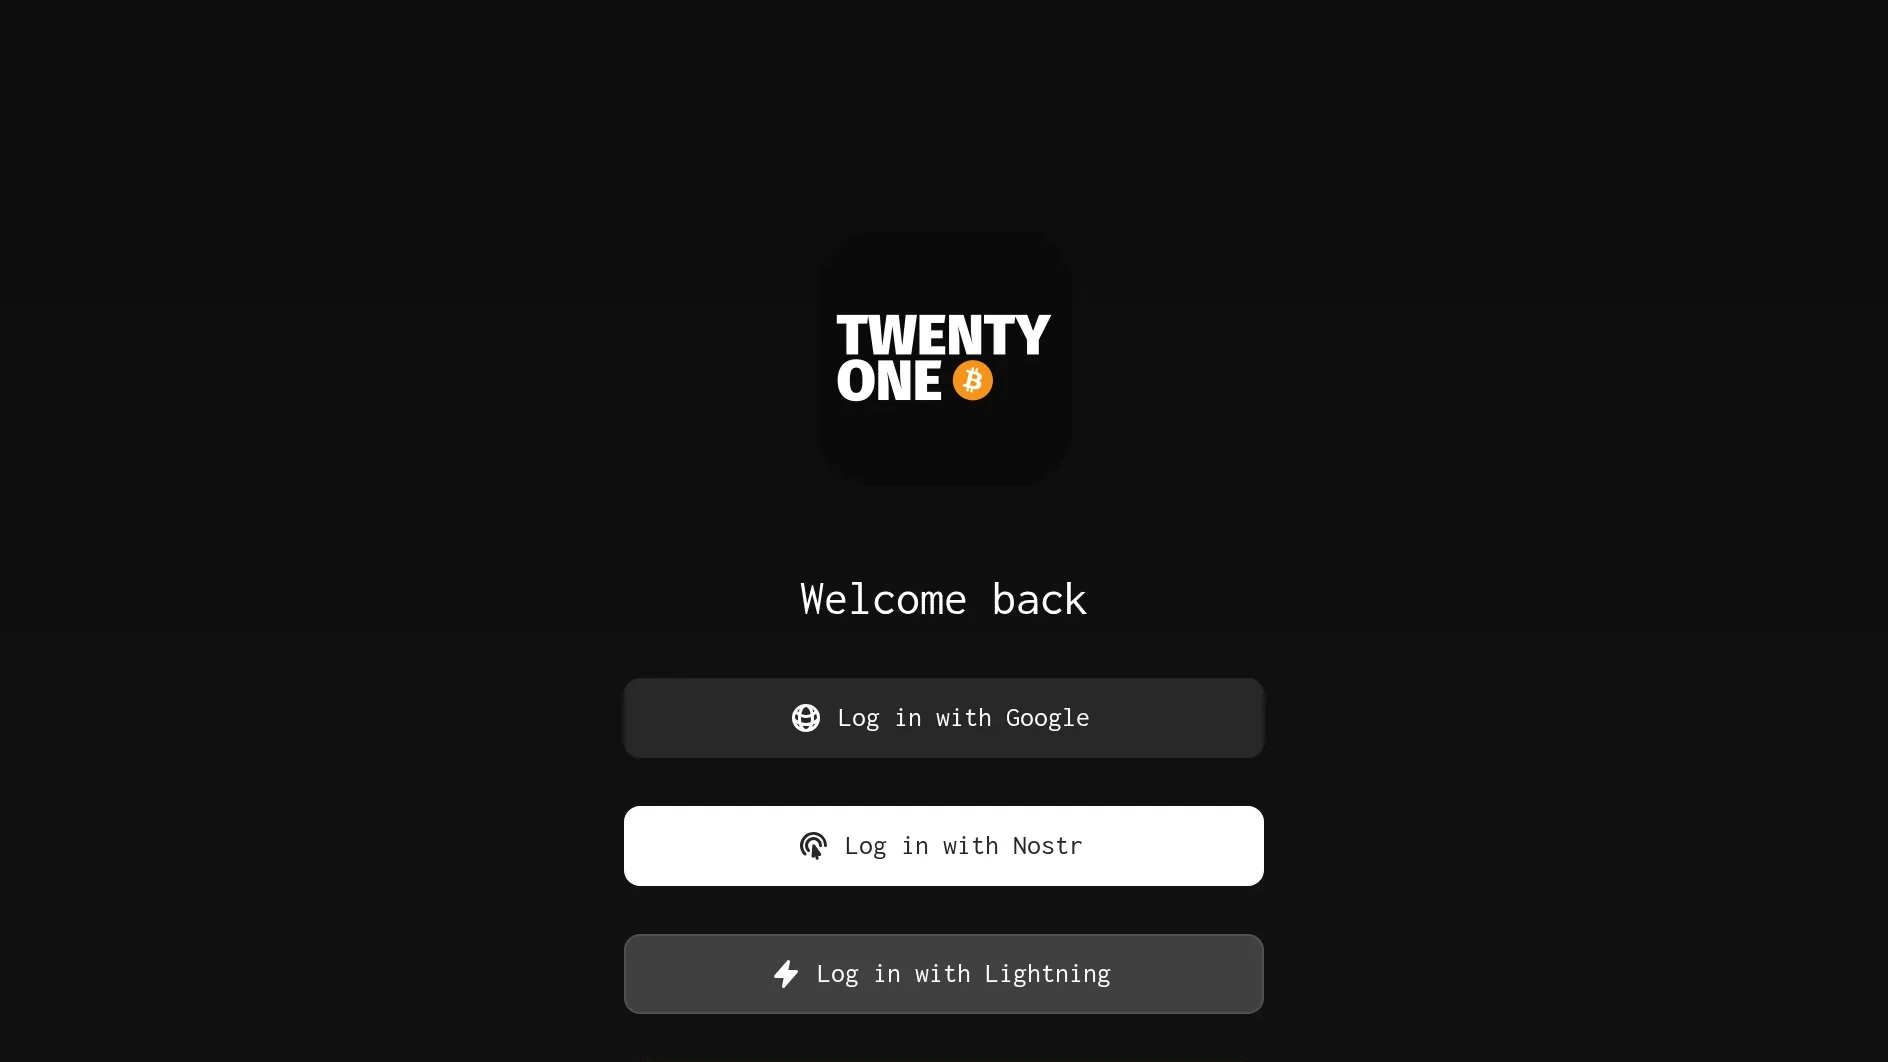 TWENTY
ONE
Welcome back
Log in with Google
Log in with Nostr
Log in with Lightning